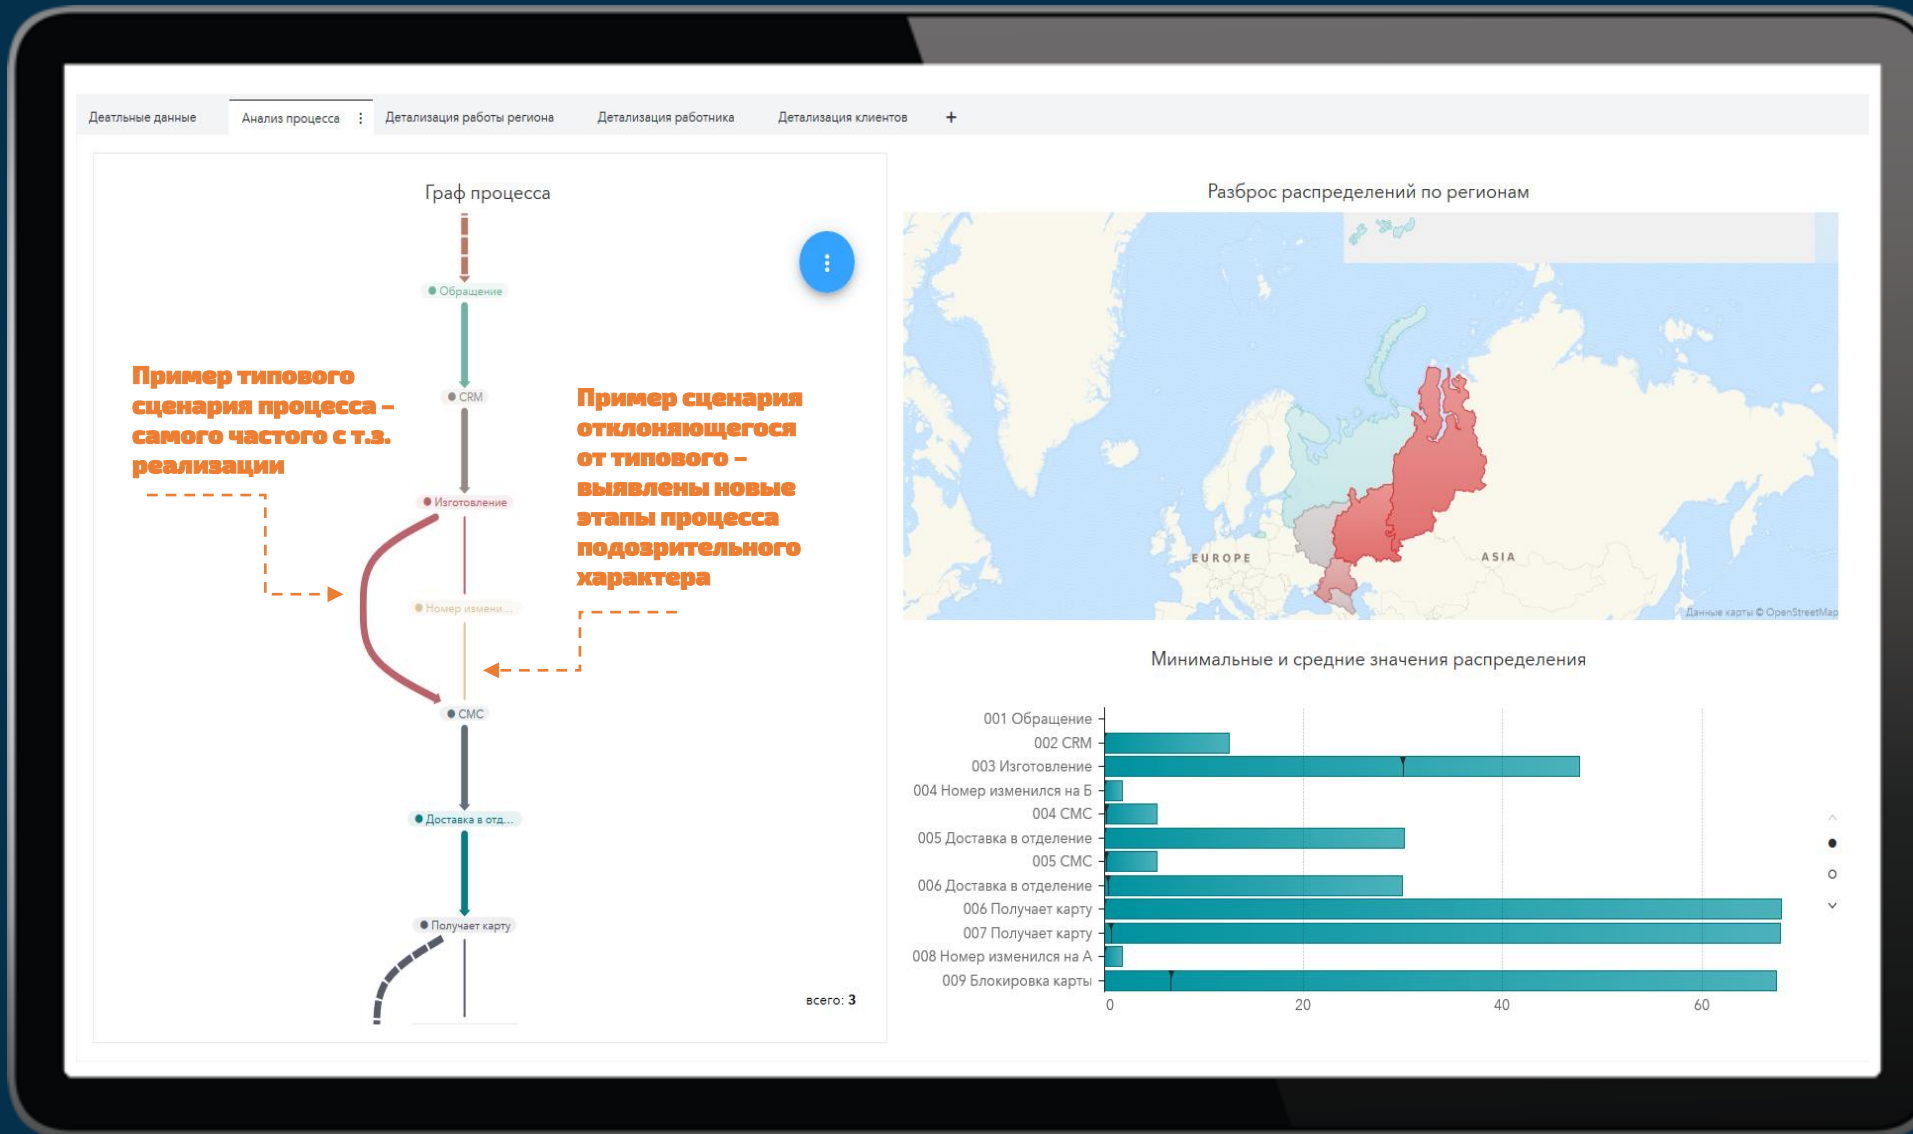 Деатльные данные
Анализ процесса
Детализация работы региона
Детализация работника
Детализация клиентов
+
Граф процесса
Обращение
CRM
Изготовление
Номер измени...
СМС
Доставка в отд...
Получает карту
Пример типового
сценария процесса –
самого частого с т.з.
реализации
Пример сценария
отклоняющегося
от типового –
выявлены новые
этапы процесса
подозрительного
характера
всего: 3
Разброс распределений по регионам
EUROPE
ASIA
Данные карты © OpenStreetMap
Минимальные и средние значения распределения
001 Обращение
002 CRM
003 Изготовление
004 Номер изменился на Б
004 СМС
005 Доставка в отделение
005 СМС
006 Доставка в отделение
006 Получает карту
007 Получает карту
008 Номер изменился на А
009 Блокировка карты
0 20 40 60